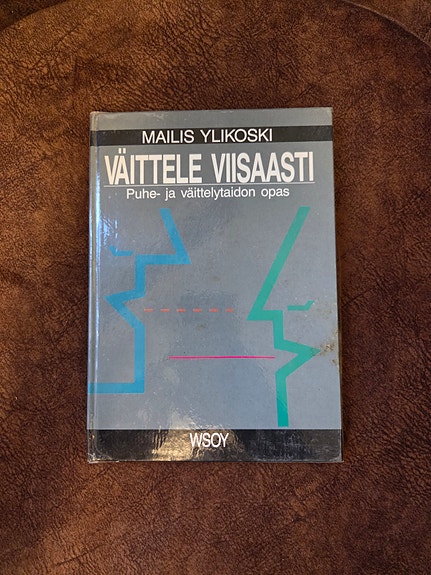 MAILIS YLIKOSKI
VÄITTELE VIISAASTI
Puhe- ja väittelytaidon opas
WSOY